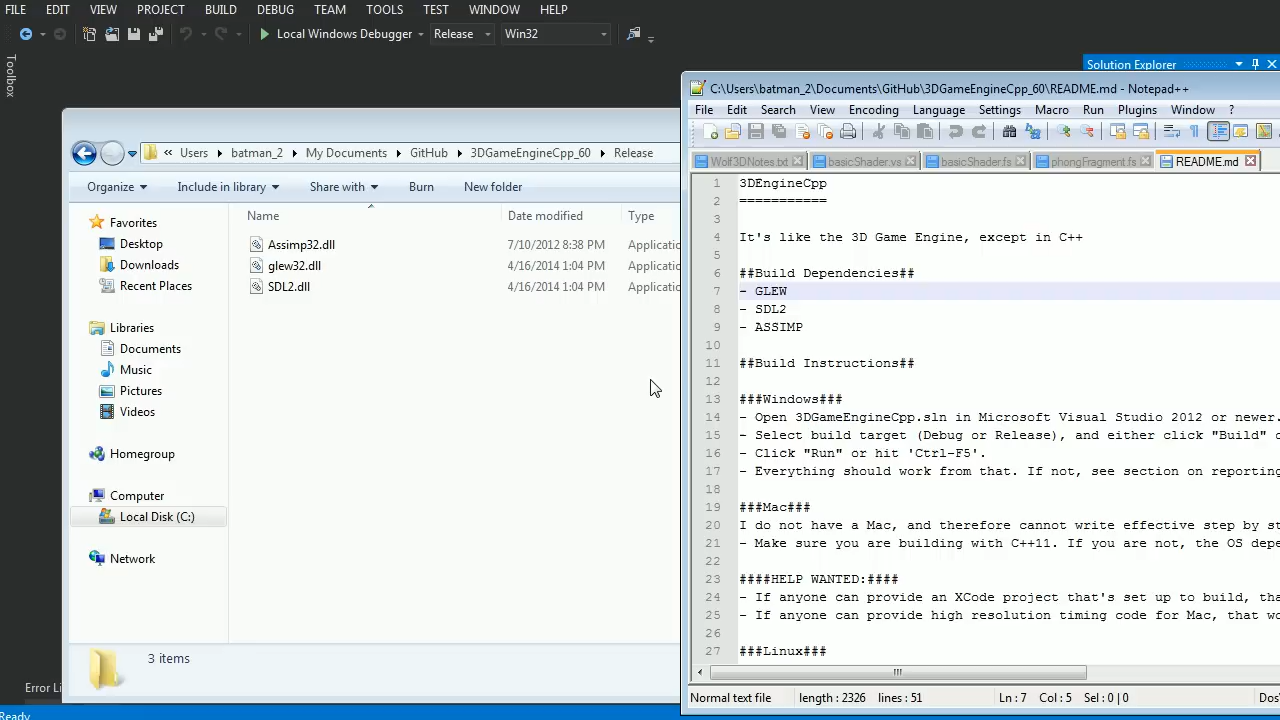 FILE EDIT VIEW PROJECT BUILD DEBUG TEAM TOOLS TEST WINDOW HELP
Local Windows Debugger Release Win32
Toolbox
Solution Explorer
« Users batman_2 My Documents GitHub 3DGameEngineCpp_60 Release
Organize Include in library Share with Burn New folder
Name Date modified Type
Favorites
Desktop
Downloads
Recent Places
Libraries
Documents
Music
Pictures
Videos
Homegroup
Computer
Local Disk (C:)
Network
Assimp32.dll 7/10/2012 8:38 PM Applicatio
glew32.dll 4/16/2014 1:04 PM Applicatio
SDL2.dll 4/16/2014 1:04 PM Applicatio
3 items
Error Li
Ready
C:\Users\batman_2\Documents\GitHub\3DGameEngineCpp_60\README.md - Notepad++
File Edit Search View Encoding Language Settings Macro Run Plugins Window ?
Wolf3DNotes.txt basicShader.vs basicShader.fs phongFragment.fs README.md
1 3DEngineCpp
2 ===========
3
4 It's like the 3D Game Engine, except in C++
5
6 ##Build Dependencies##
7 - GLEW
8 - SDL2
9 - ASSIMP
10
11 ##Build Instructions##
12
13 ###Windows###
14 - Open 3DGameEngineCpp.sln in Microsoft Visual Studio 2012 or newer.
15 - Select build target (Debug or Release), and either click "Build" o
16 - Click "Run" or hit 'Ctrl-F5'.
17 - Everything should work from that. If not, see section on reporting
18
19 ###Mac###
20 I do not have a Mac, and therefore cannot write effective step by st
21 - Make sure you are building with C++11. If you are not, the OS depe
22
23 ####HELP WANTED:####
24 - If anyone can provide an XCode project that's set up to build, tha
25 - If anyone can provide high resolution timing code for Mac, that wo
26
27 ###Linux###
Normal text file length : 2326 lines : 51 Ln : 7 Col : 5 Sel : 0 | 0 Dos